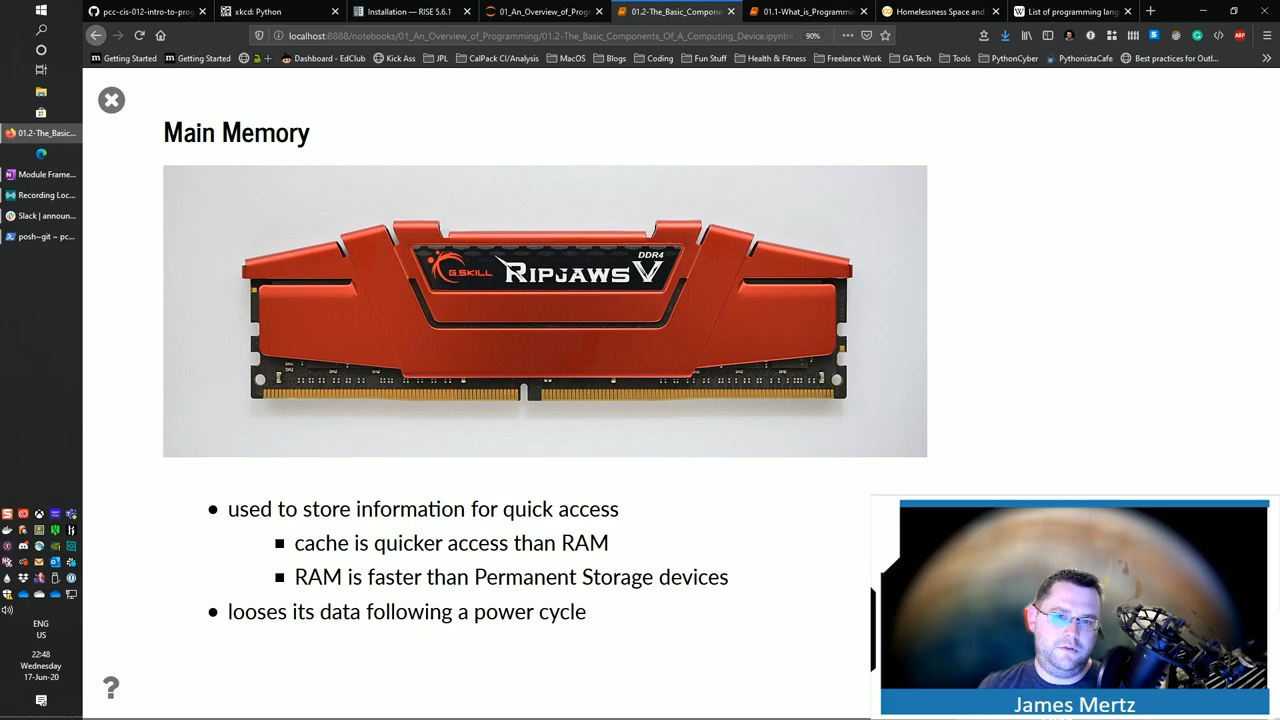 pcc-cis-012-intro-to-prog
xkcd: Python
Installation — RISE 5.6.1
01_An_Overview_of_Prog
01.2-The_Basic_Compone
01.1-What_is_Programmin
Homelessness Space and
List of programming lang
localhost:8888/notebooks/01_An_Overview_of_Programming/01.2-The_Basic_Components_Of_A_Computing_Device.ipynb
90%
Getting Started
Getting Started
Dashboard - EdClub
Kick Ass
JPL
CalPack CI/Analysis
MacOS
Blogs
Coding
Fun Stuff
Health & Fitness
Freelance Work
GA Tech
Tools
PythonCyber
PythonistaCafe
Best practices for Outl...
01.2-The_Basic...
Module Frame...
Recording Loc...
Slack | announ...
posh~git ~ pc...
Main Memory
G.SKILL
RIPJAWS V
DDR4
• used to store information for quick access
▪ cache is quicker access than RAM
▪ RAM is faster than Permanent Storage devices
• looses its data following a power cycle
?
James Mertz
ENG
US
22:48
Wednesday
17-Jun-20